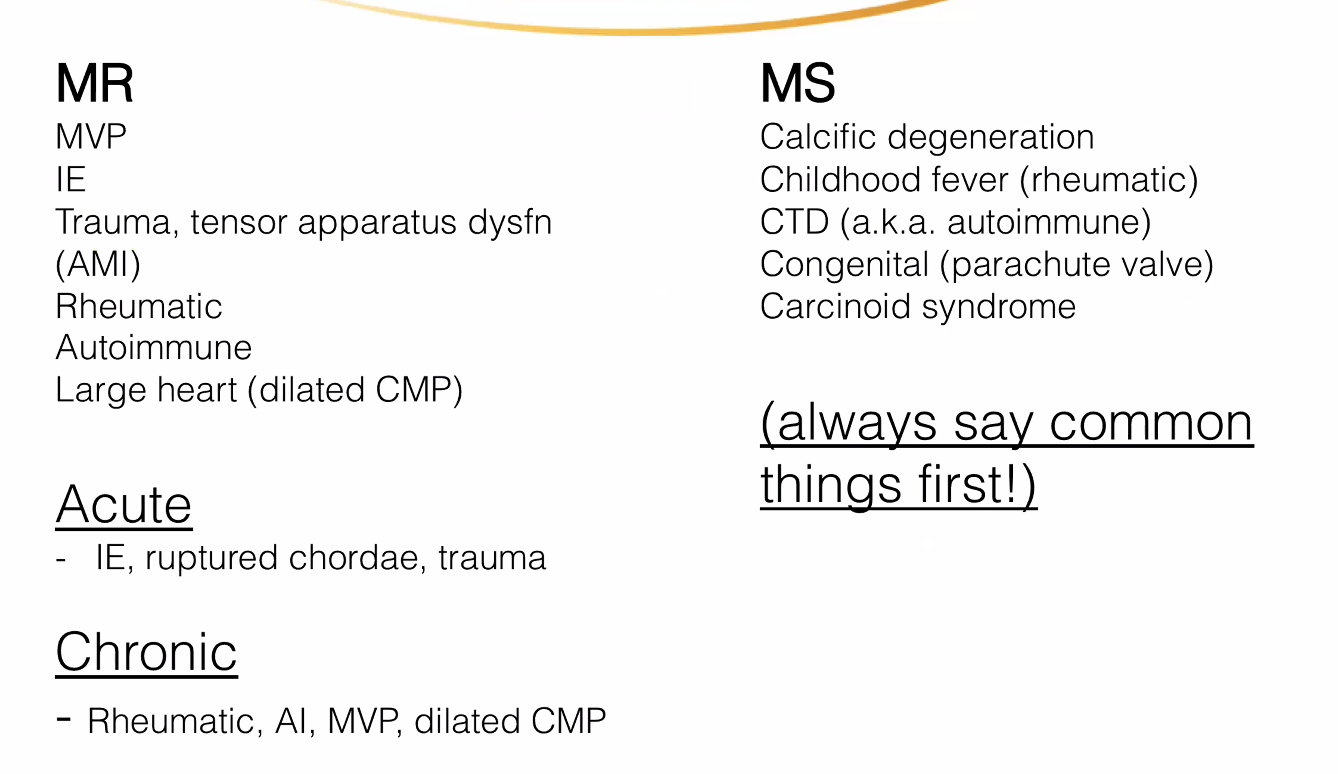 MR
MVP
IE
Trauma, tensor apparatus dysfn
(AMI)
Rheumatic
Autoimmune
Large heart (dilated CMP)
Acute
- IE, ruptured chordae, trauma
Chronic
- Rheumatic, AI, MVP, dilated CMP
MS
Calcific degeneration
Childhood fever (rheumatic)
CTD (a.k.a. autoimmune)
Congenital (parachute valve)
Carcinoid syndrome
(always say common
things first!)